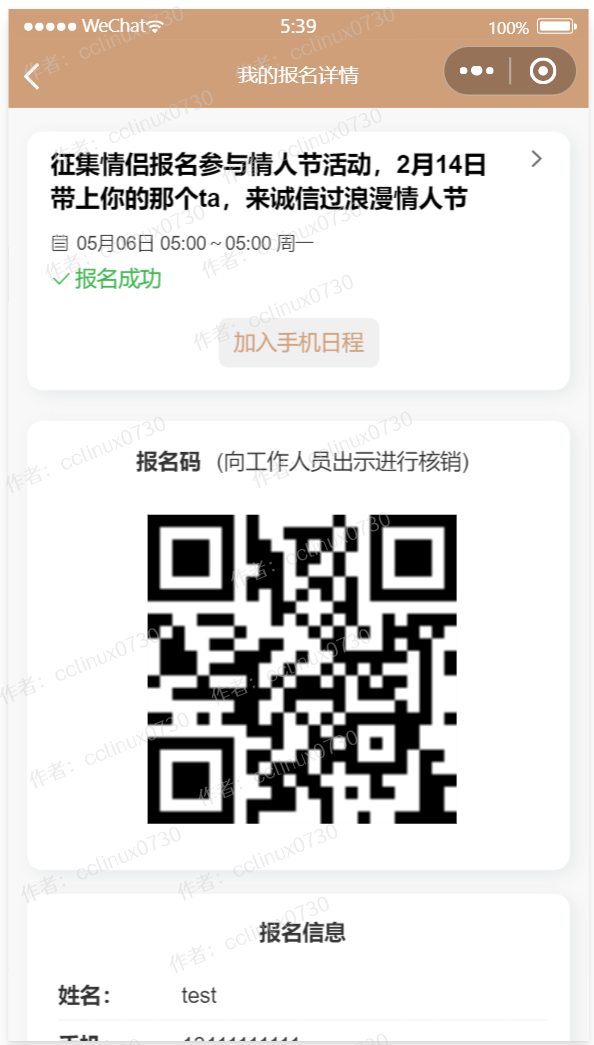 WeChat 5:39 100%
我的报名详情
征集情侣报名参与情人节活动，2月14日
带上你的那个ta，来诚信过浪漫情人节
05月06日 05:00～05:00 周一
报名成功
加入手机日程
报名码 (向工作人员出示进行核销)
报名信息
姓名： test
作者：cclinux0730